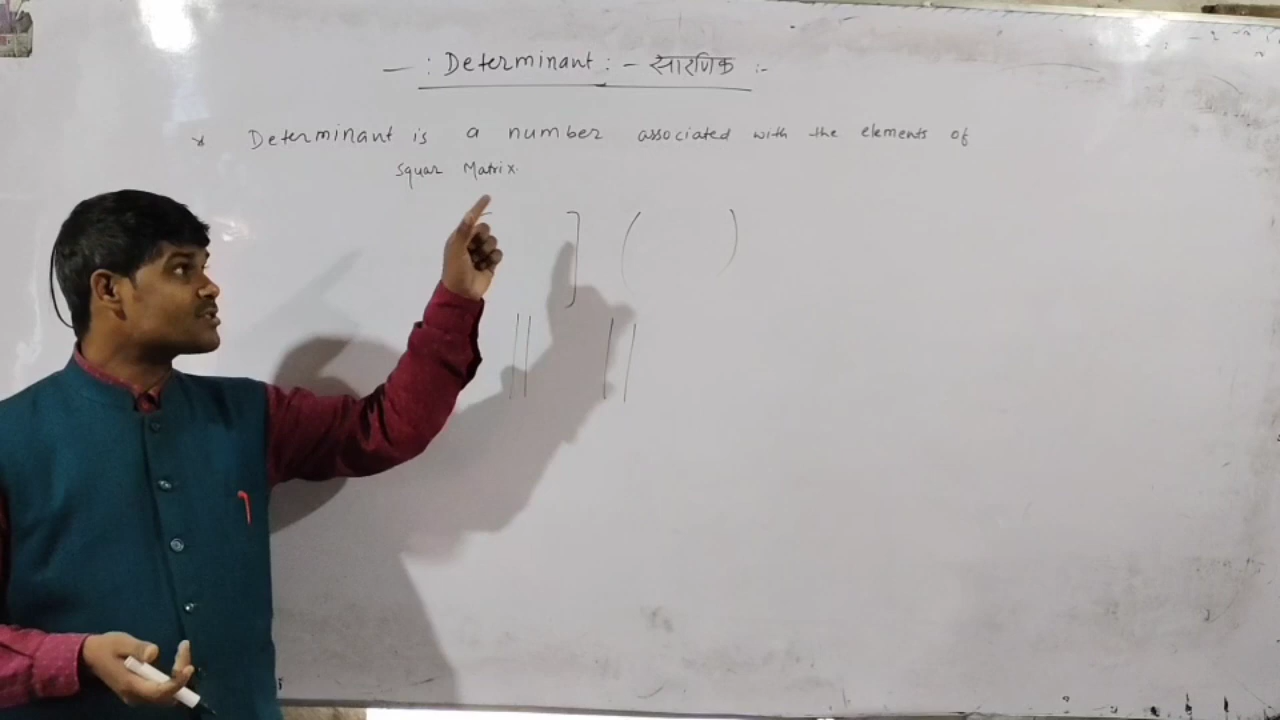 — : Determinant : - सारणिक :-
* Determinant is a number associated with the elements of
Squar Matrix.
] ( )
|| ||